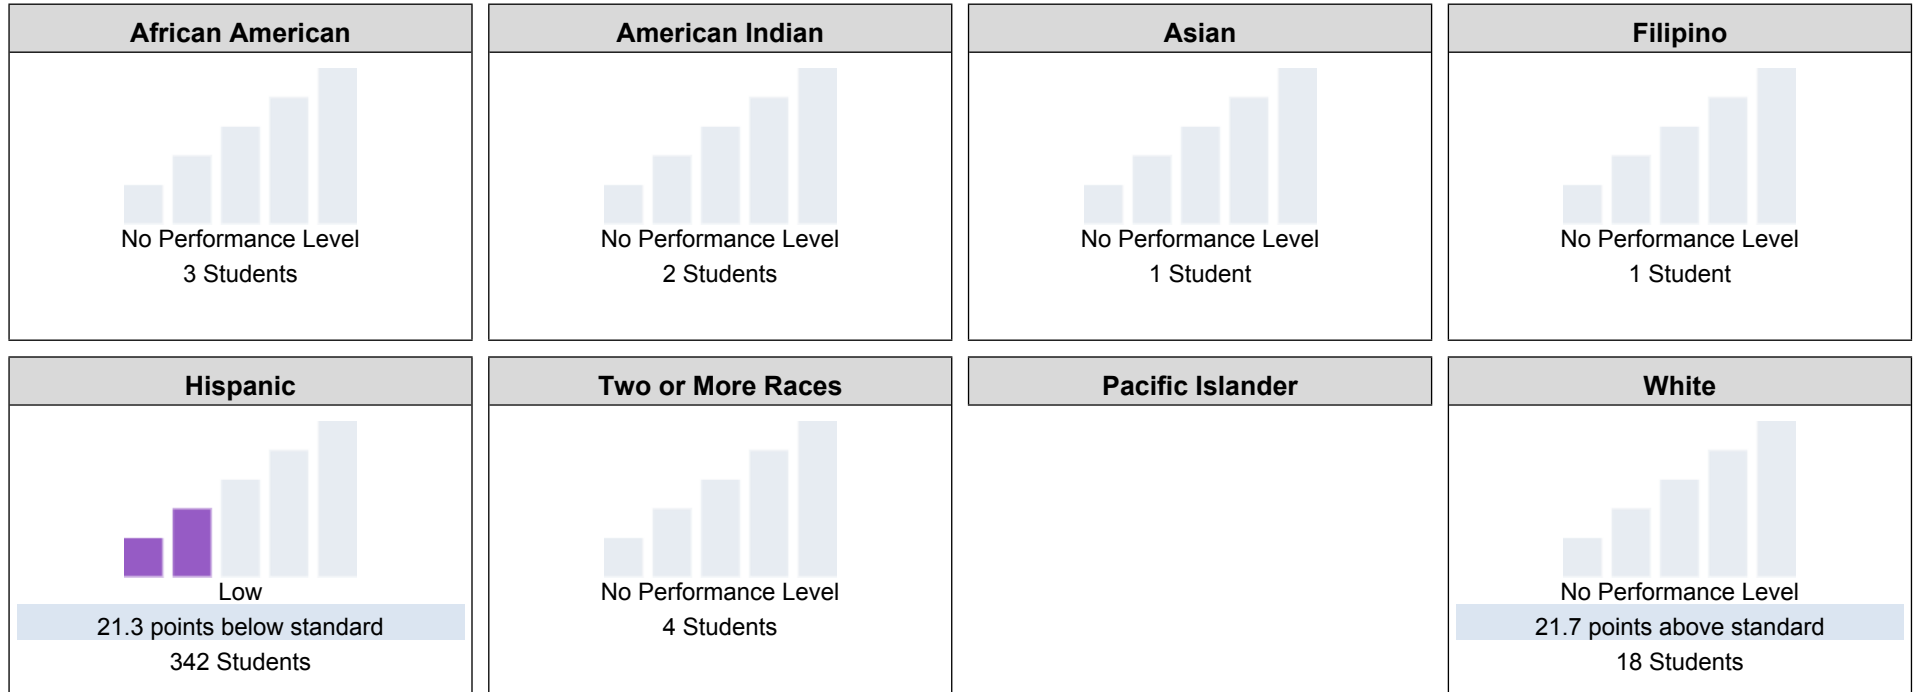 African American
No Performance Level
3 Students
American Indian
No Performance Level
2 Students
Asian
No Performance Level
1 Student
Filipino
No Performance Level
1 Student
Hispanic
Low
21.3 points below standard
342 Students
Two or More Races
No Performance Level
4 Students
Pacific Islander
White
No Performance Level
21.7 points above standard
18 Students